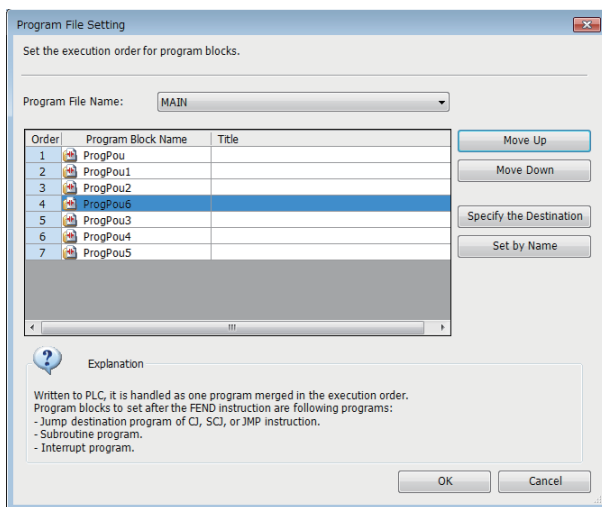 Program File Setting
Set the execution order for program blocks.
Program File Name: MAIN
Order Program Block Name Title
1 ProgPou
2 ProgPou1
3 ProgPou2
4 ProgPou6
5 ProgPou3
6 ProgPou4
7 ProgPou5
Move Up
Move Down
Specify the Destination
Set by Name
Explanation
Written to PLC, it is handled as one program merged in the execution order.
Program blocks to set after the FEND instruction are following programs:
- Jump destination program of CJ, SCJ, or JMP instruction.
- Subroutine program.
- Interrupt program.
OK Cancel